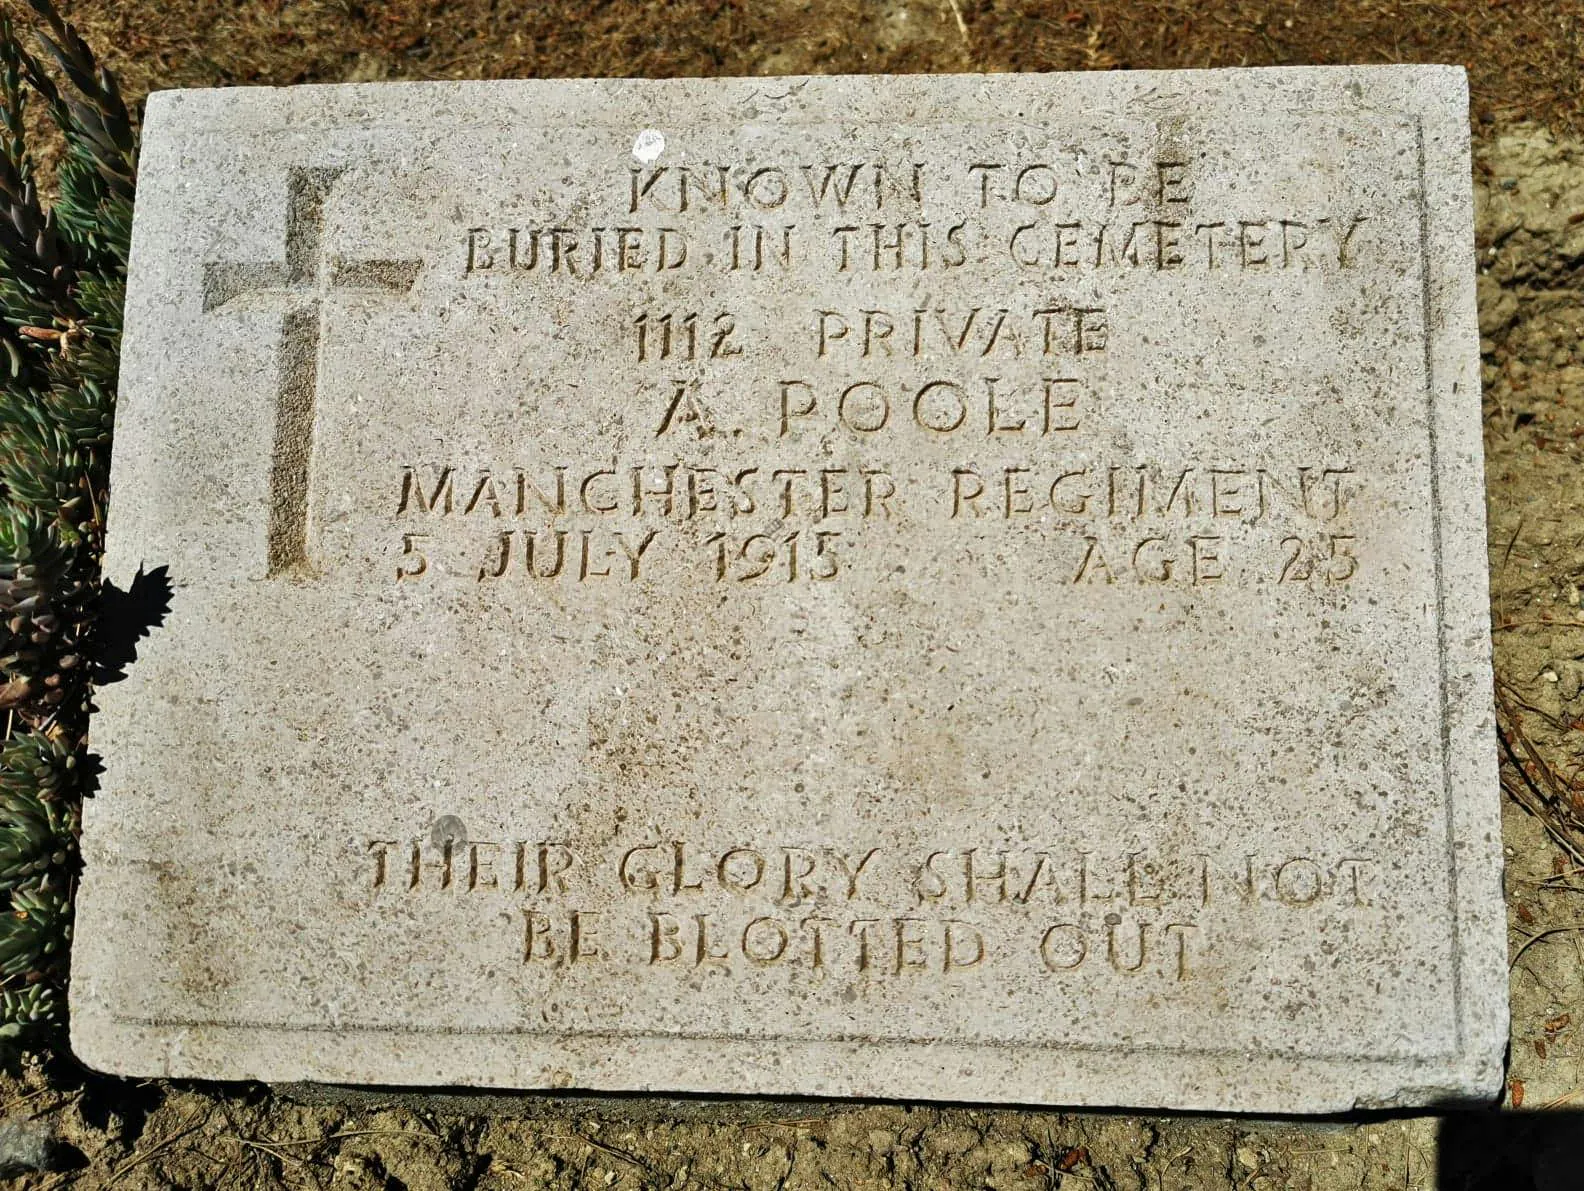 KNOWN TO BE
BURIED IN THIS CEMETERY
1112 PRIVATE
A. POOLE
MANCHESTER REGIMENT
5 JULY 1915 AGE 25
THEIR GLORY SHALL NOT
BE BLOTTED OUT